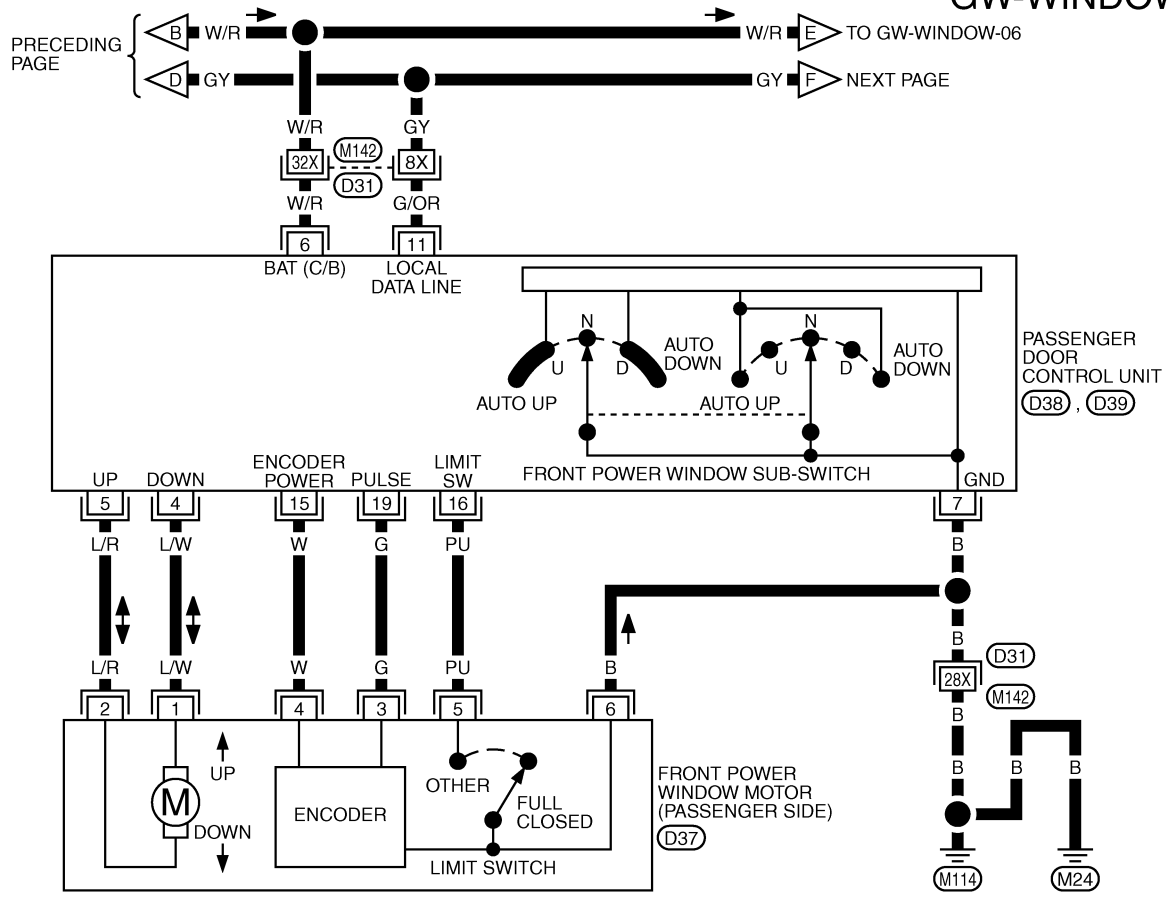 GW-WINDOW
PRECEDING
PAGE
B W/R W/R E TO GW-WINDOW-06
D GY GY F NEXT PAGE
W/R GY
32X M142 8X
D31
W/R G/OR
6 11
BAT (C/B) LOCAL
DATA LINE
N N
U D AUTO
DOWN
U D AUTO
DOWN
AUTO UP AUTO UP
PASSENGER
DOOR
CONTROL UNIT
D38 , D39
FRONT POWER WINDOW SUB-SWITCH
UP DOWN ENCODER
POWER PULSE LIMIT
SW GND
5 4 15 19 16 7
L/R L/W W G PU B
B
D31
28X
M142
B
L/R L/W W G PU B
2 1 4 3 5 6
UP
M
DOWN
ENCODER
OTHER
FULL
CLOSED
LIMIT SWITCH
FRONT POWER
WINDOW MOTOR
(PASSENGER SIDE)
D37
B B B
M114 M24